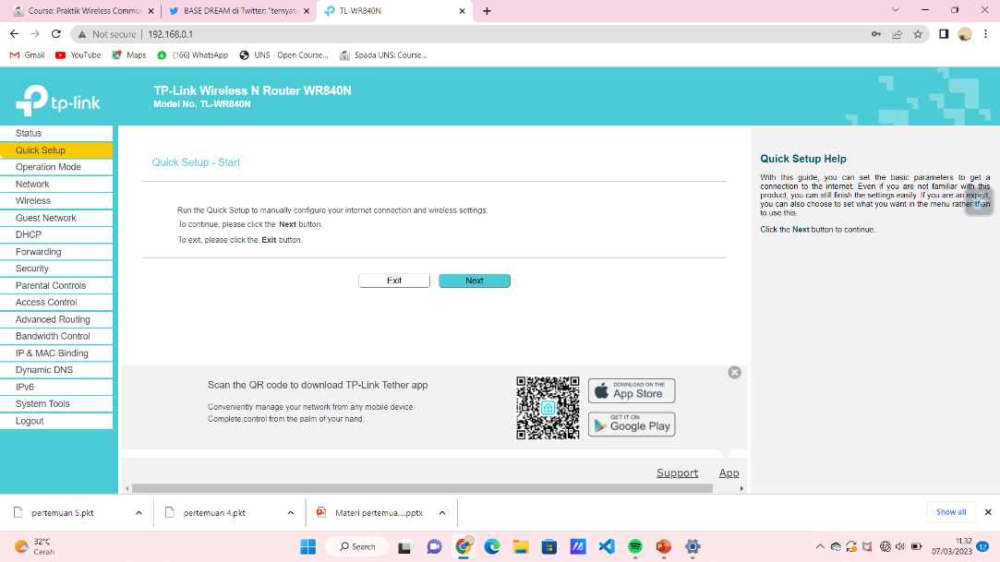 Course: Praktik Wireless Commun
BASE DREAM di Twitter: "ternyata
TL-WR840N
Not secure
192.168.0.1
Gmail
YouTube
Maps
(166) WhatsApp
UNS - Open Course...
Spada UNS: Course...
tp-link
TP-Link Wireless N Router WR840N
Model No. TL-WR840N
Status
Quick Setup
Operation Mode
Network
Wireless
Guest Network
DHCP
Forwarding
Security
Parental Controls
Access Control
Advanced Routing
Bandwidth Control
IP & MAC Binding
Dynamic DNS
IPv6
System Tools
Logout
Quick Setup - Start
Run the Quick Setup to manually configure your internet connection and wireless settings.
To continue, please click the Next button.
To exit, please click the Exit button.
Exit
Next
Scan the QR code to download TP-Link Tether app
Conveniently manage your network from any mobile device.
Complete control from the palm of your hand.
DOWNLOAD ON THE
App Store
GET IT ON
Google Play
Support
App
Quick Setup Help
With this guide, you can set the basic parameters to get a
connection to the internet. Even if you are not familiar with this
product, you can still finish the settings easily. If you are an expert,
you can also choose to set what you want in the menu rather than
to use this.
Click the Next button to continue.
pertemuan 5.pkt
pertemuan 4.pkt
Materi pertemua....pptx
Show all
32°C
Cerah
Search
11.32
07/03/2023
12